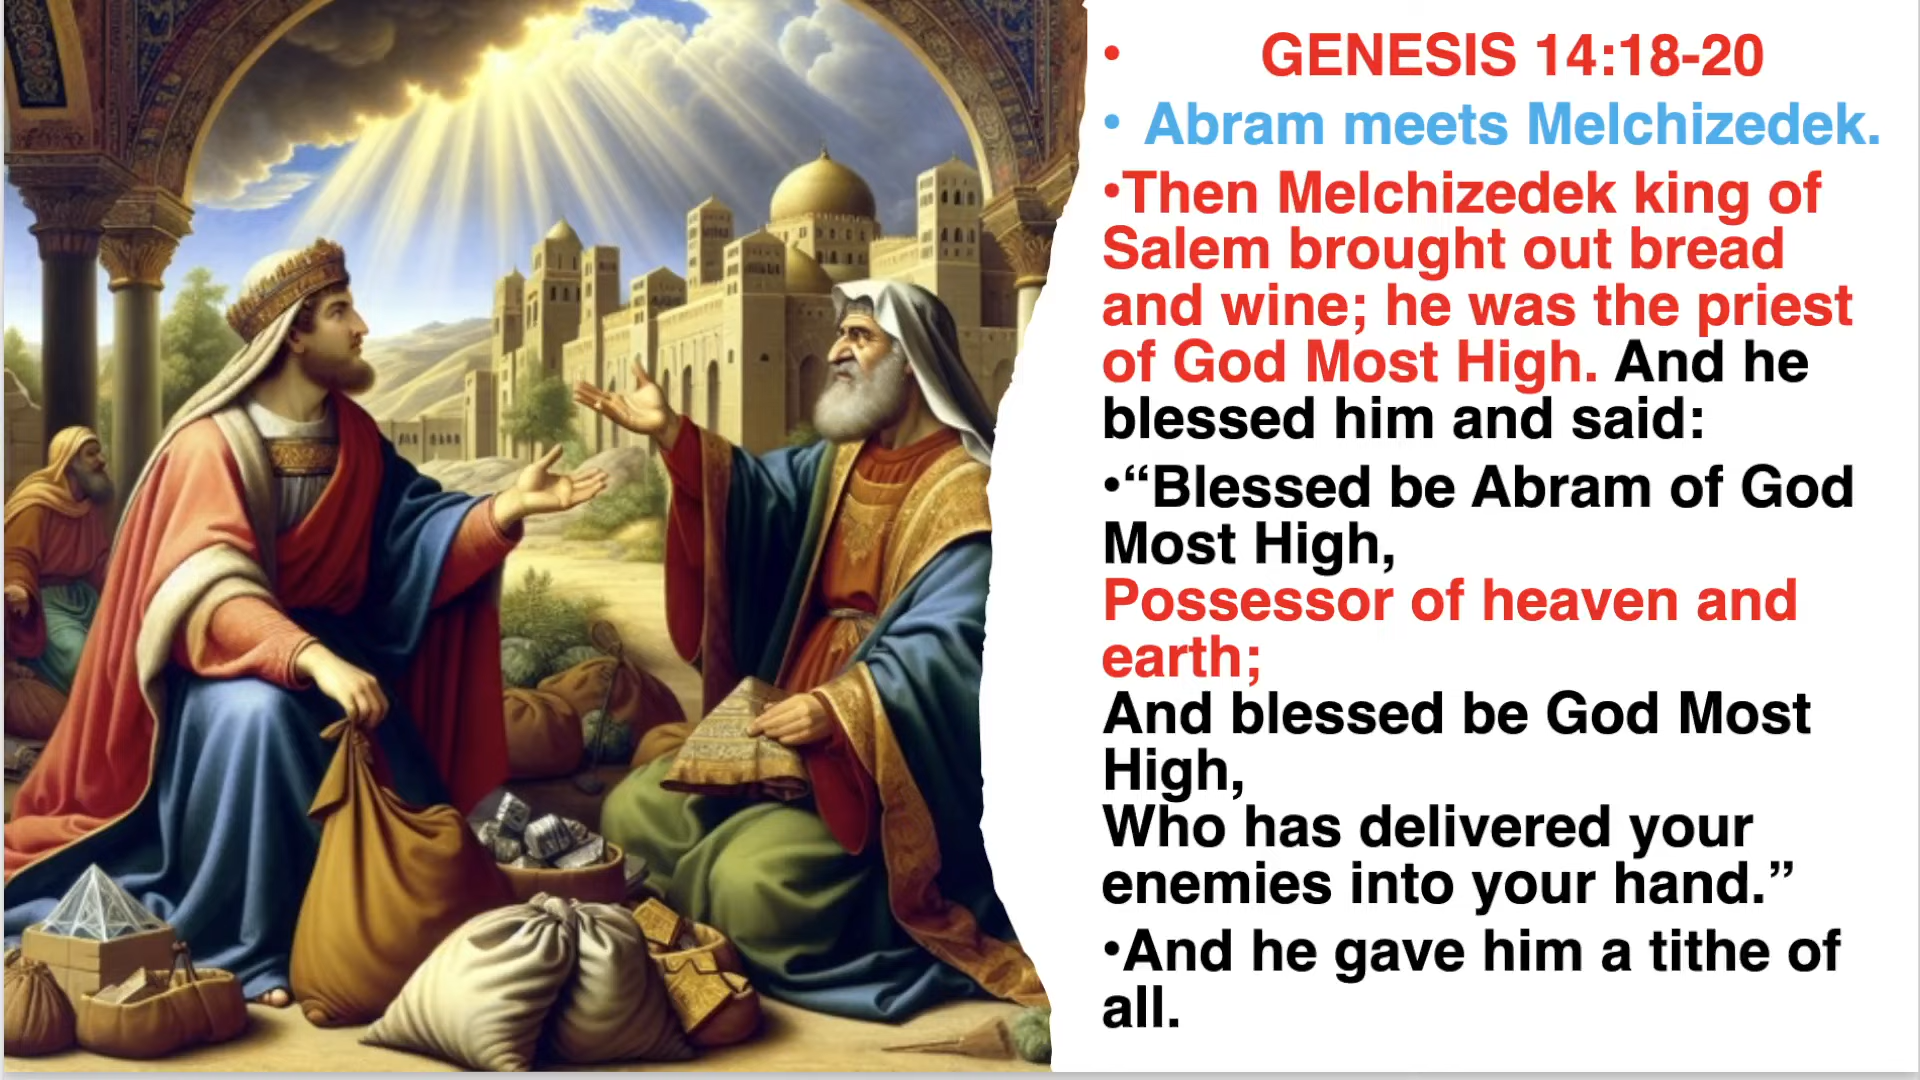 • GENESIS 14:18-20
• Abram meets Melchizedek.
•Then Melchizedek king of
Salem brought out bread
and wine; he was the priest
of God Most High. And he
blessed him and said:
•“Blessed be Abram of God
Most High,
Possessor of heaven and
earth;
And blessed be God Most
High,
Who has delivered your
enemies into your hand.”
•And he gave him a tithe of
all.